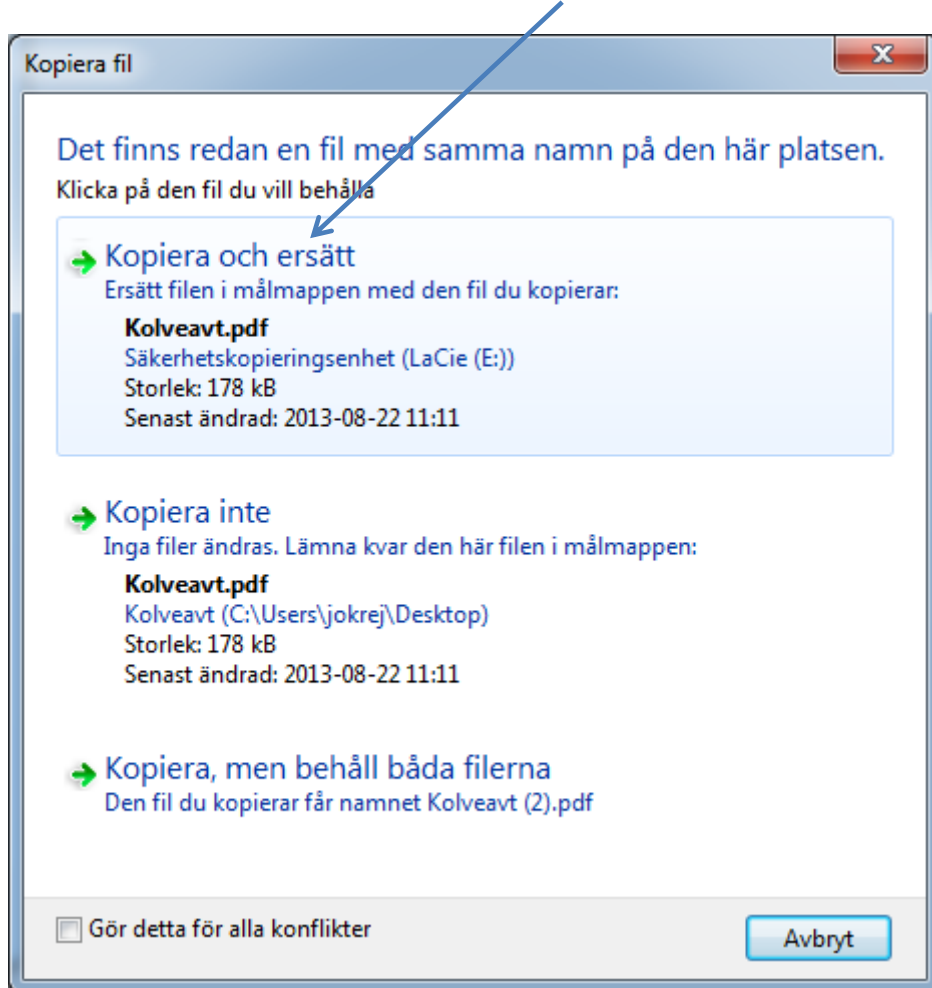 Kopiera fil
Det finns redan en fil med samma namn på den här platsen.
Klicka på den fil du vill behålla
Kopiera och ersätt
Ersätt filen i målmappen med den fil du kopierar:
Kolveavt.pdf
Säkerhetskopieringsenhet (LaCie (E:))
Storlek: 178 kB
Senast ändrad: 2013-08-22 11:11
Kopiera inte
Inga filer ändras. Lämna kvar den här filen i målmappen:
Kolveavt.pdf
Kolveavt (C:\Users\jokrej\Desktop)
Storlek: 178 kB
Senast ändrad: 2013-08-22 11:11
Kopiera, men behåll båda filerna
Den fil du kopierar får namnet Kolveavt (2).pdf
Gör detta för alla konflikter
Avbryt